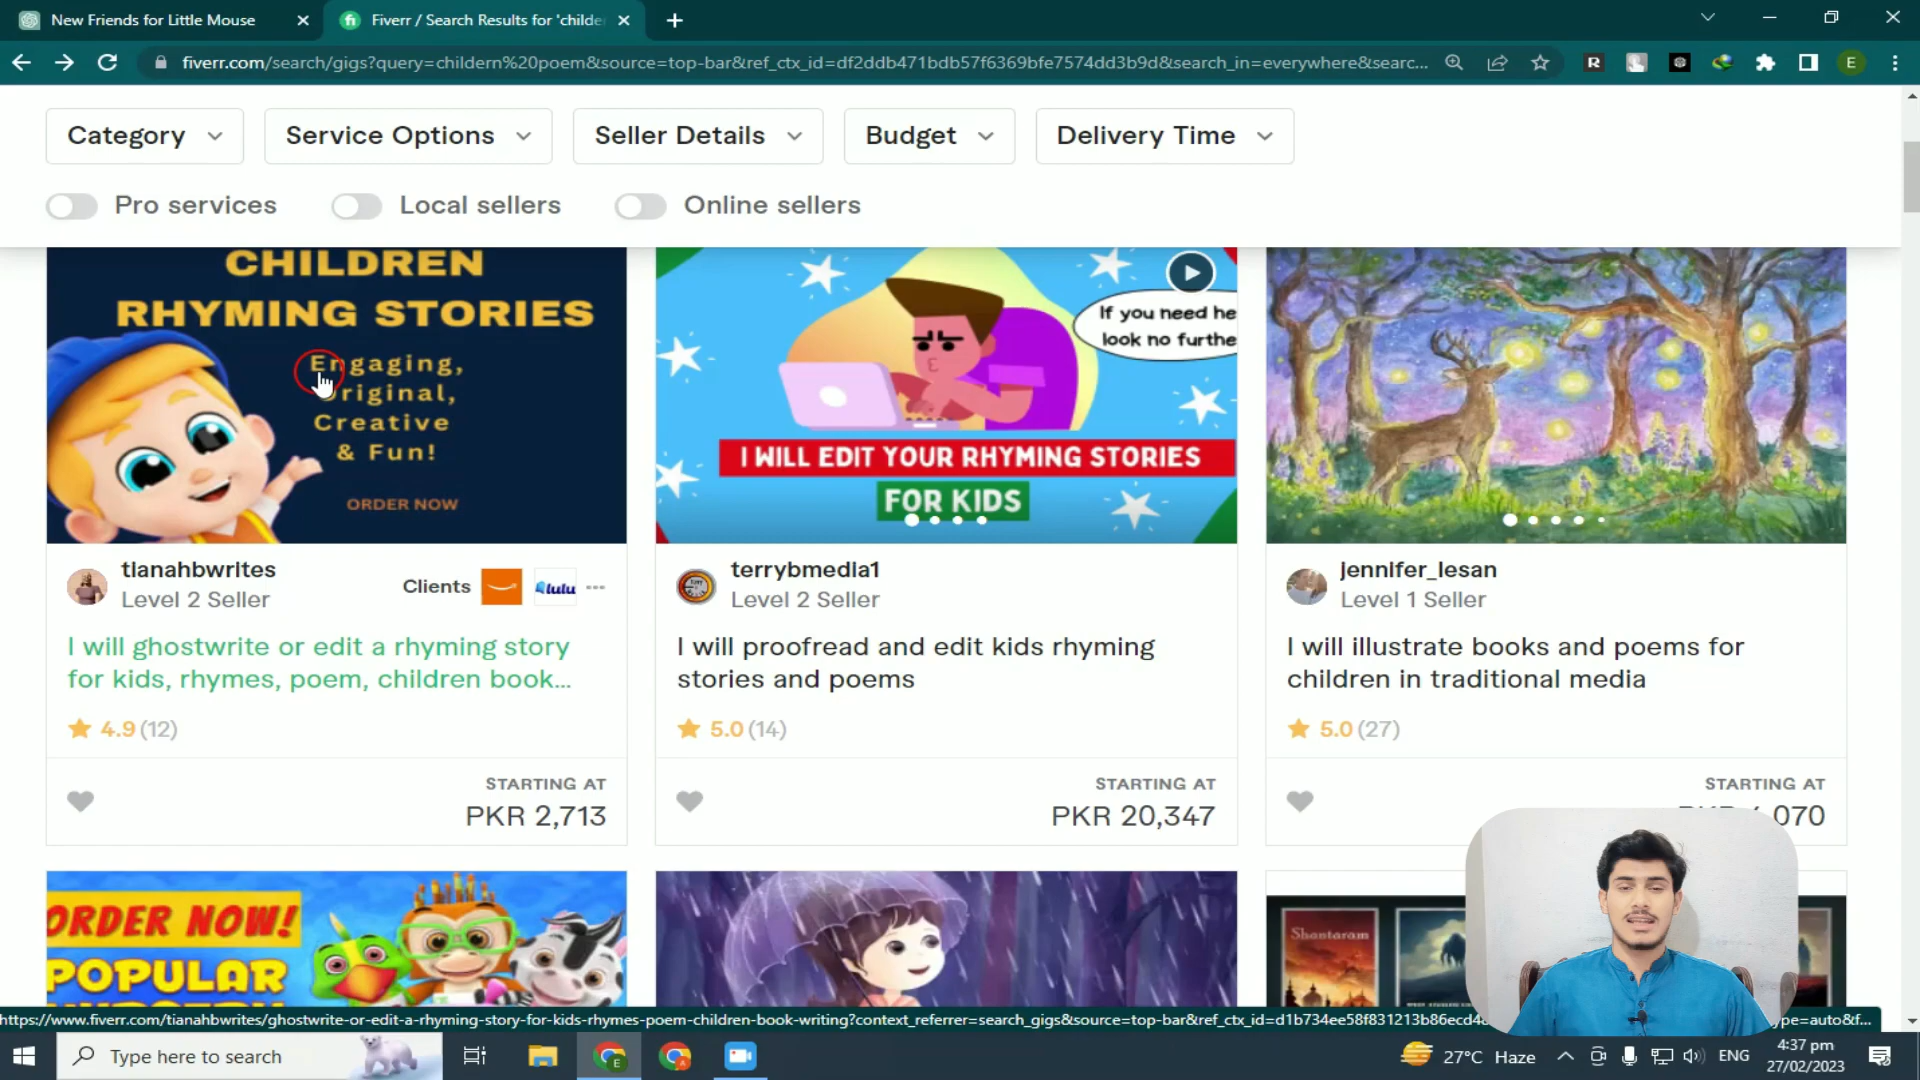 New Friends for Little Mouse
Fiverr / Search Results for 'childe
fiverr.com/search/gigs?query=childern%20poem&source=top-bar&ref_ctx_id=df2ddb471bdb57f6369bfe7574dd3b9d&search_in=everywhere&searc...
R
E
Category
Service Options
Seller Details
Budget
Delivery Time
Pro services
Local sellers
Online sellers
CHILDREN
RHYMING STORIES
Engaging,
Original,
Creative
& Fun!
ORDER NOW
If you need he
look no furthe
I WILL EDIT YOUR RHYMING STORIES
FOR KIDS
tianahbwrites
Level 2 Seller
Clients
lulu
I will ghostwrite or edit a rhyming story
for kids, rhymes, poem, children book...
4.9 (12)
STARTING AT
PKR 2,713
terrybmedia1
Level 2 Seller
I will proofread and edit kids rhyming
stories and poems
5.0 (14)
STARTING AT
PKR 20,347
jennifer_lesan
Level 1 Seller
I will illustrate books and poems for
children in traditional media
5.0 (27)
STARTING AT
070
ORDER NOW!
POPULAR
Shantaram
https://www.fiverr.com/tianahbwrites/ghostwrite-or-edit-a-rhyming-story-for-kids-rhymes-poem-children-book-writing?context_referrer=search_gigs&source=top-bar&ref_ctx_id=d1b734ee58f831213b86ecd4
ype=auto&f...
Type here to search
27°C Haze
ENG
4:37 pm
27/02/2023